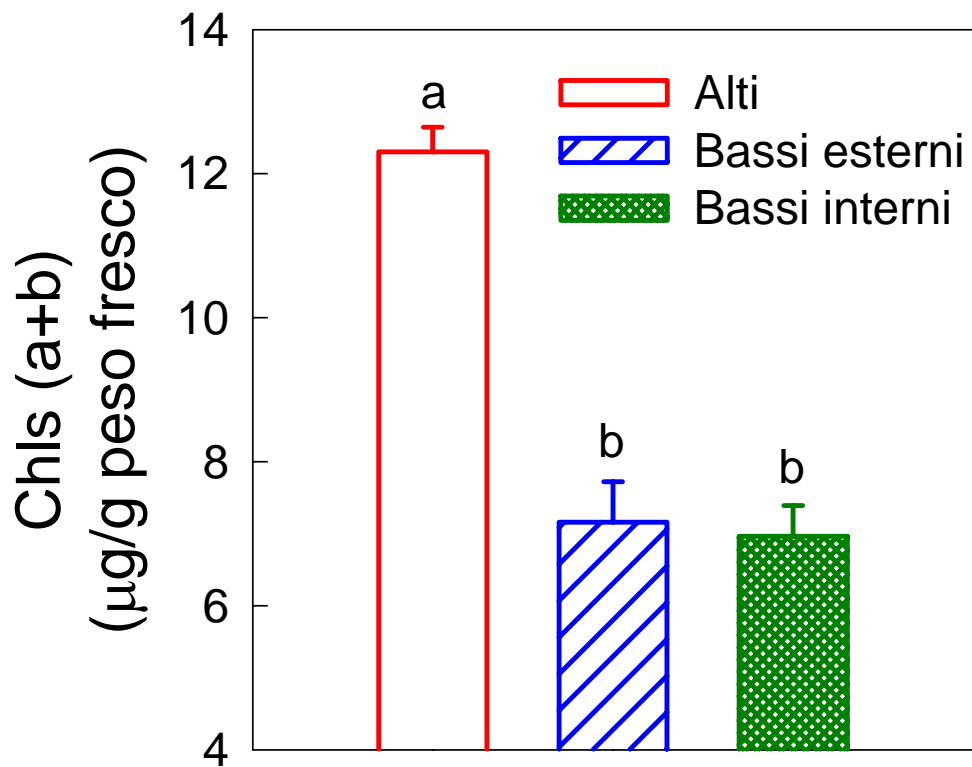 Chls (a+b)
(μg/g peso fresco)
14
12
10
8
6
4
a
b
b
Alti
Bassi esterni
Bassi interni